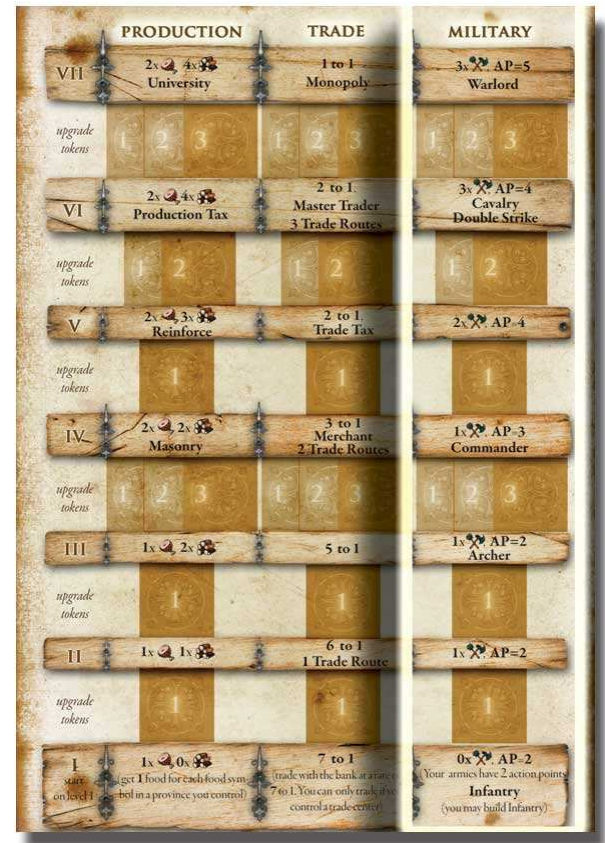 PRODUCTION TRADE MILITARY
VII 2x , 4x 1 to 1 3x . AP=5
University Monopoly Warlord
upgrade 1 2 3 1 2 3 1 2 3
tokens
VI 2x , 4x 2 to 1 3x . AP=4
Production Tax Master Trader Cavalry
3 Trade Routes Double Strike
upgrade 1 2 1 2 1 2
tokens
V 2x , 3x 2 to 1 2x . AP=4
Reinforce Trade Tax
upgrade 1 1 1
tokens
IV 2x , 2x 3 to 1 1x . AP=3
Masonry Merchant Commander
2 Trade Routes
upgrade 1 2 3 1 2 3 1 2 3
tokens
III 1x , 2x 5 to 1 1x . AP=2
Archer
upgrade 1 1 1
tokens
II 1x , 1x 6 to 1 1x . AP=2
1 Trade Route
upgrade 1 1 1
tokens
I 1x , 0x 7 to 1 0x . AP=2
start (get 1 food for each food sym- (trade with the bank at a rate (Your armies have 2 action points
on level 1 bol in a province you control) 7 to 1. You can only trade if Infantry
control a trade center) (you may build Infantry)